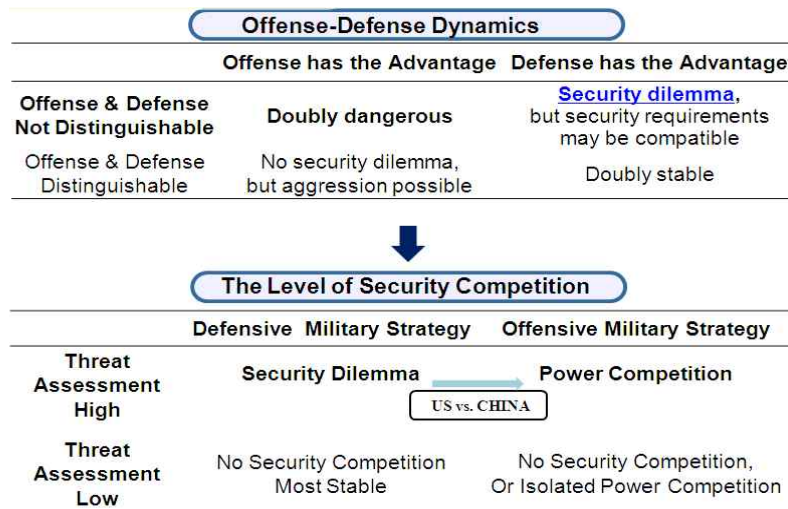 Offense-Defense Dynamics
Offense has the Advantage Defense has the Advantage
Offense & Defense
Not Distinguishable
Doubly dangerous
Security dilemma,
but security requirements
may be compatible
Offense & Defense
Distinguishable
No security dilemma,
but aggression possible
Doubly stable
The Level of Security Competition
Defensive Military Strategy Offensive Military Strategy
Threat
Assessment
High
Security Dilemma
Power Competition
US vs. CHINA
Threat
Assessment
Low
No Security Competition
Most Stable
No Security Competition,
Or Isolated Power Competition